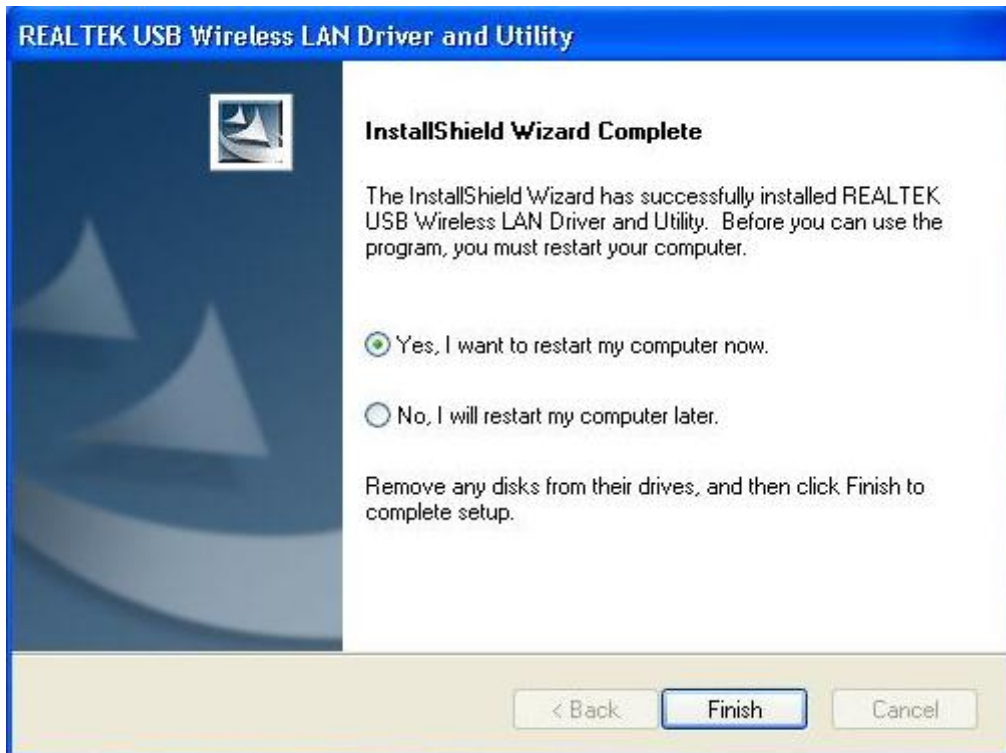 REALTEK USB Wireless LAN Driver and Utility
InstallShield Wizard Complete
The InstallShield Wizard has successfully installed REALTEK
USB Wireless LAN Driver and Utility.  Before you can use the
program, you must restart your computer.
Yes, I want to restart my computer now.
No, I will restart my computer later.
Remove any disks from their drives, and then click Finish to
complete setup.
< Back Finish Cancel